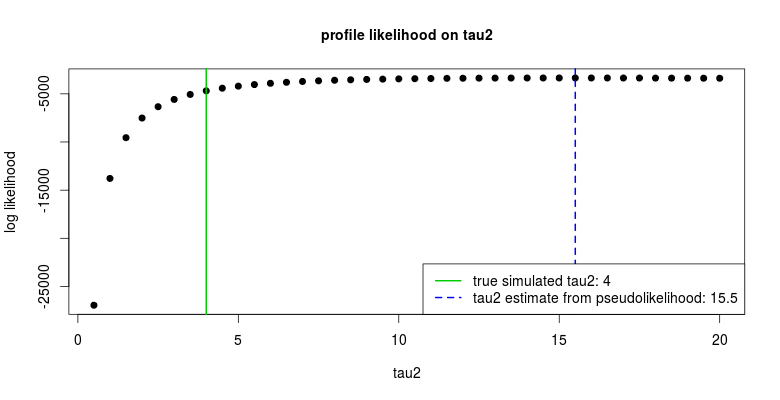 profile likelihood on tau2
log likelihood
-5000
-15000
-25000
true simulated tau2: 4
tau2 estimate from pseudolikelihood: 15.5
0 5 10 15 20
tau2